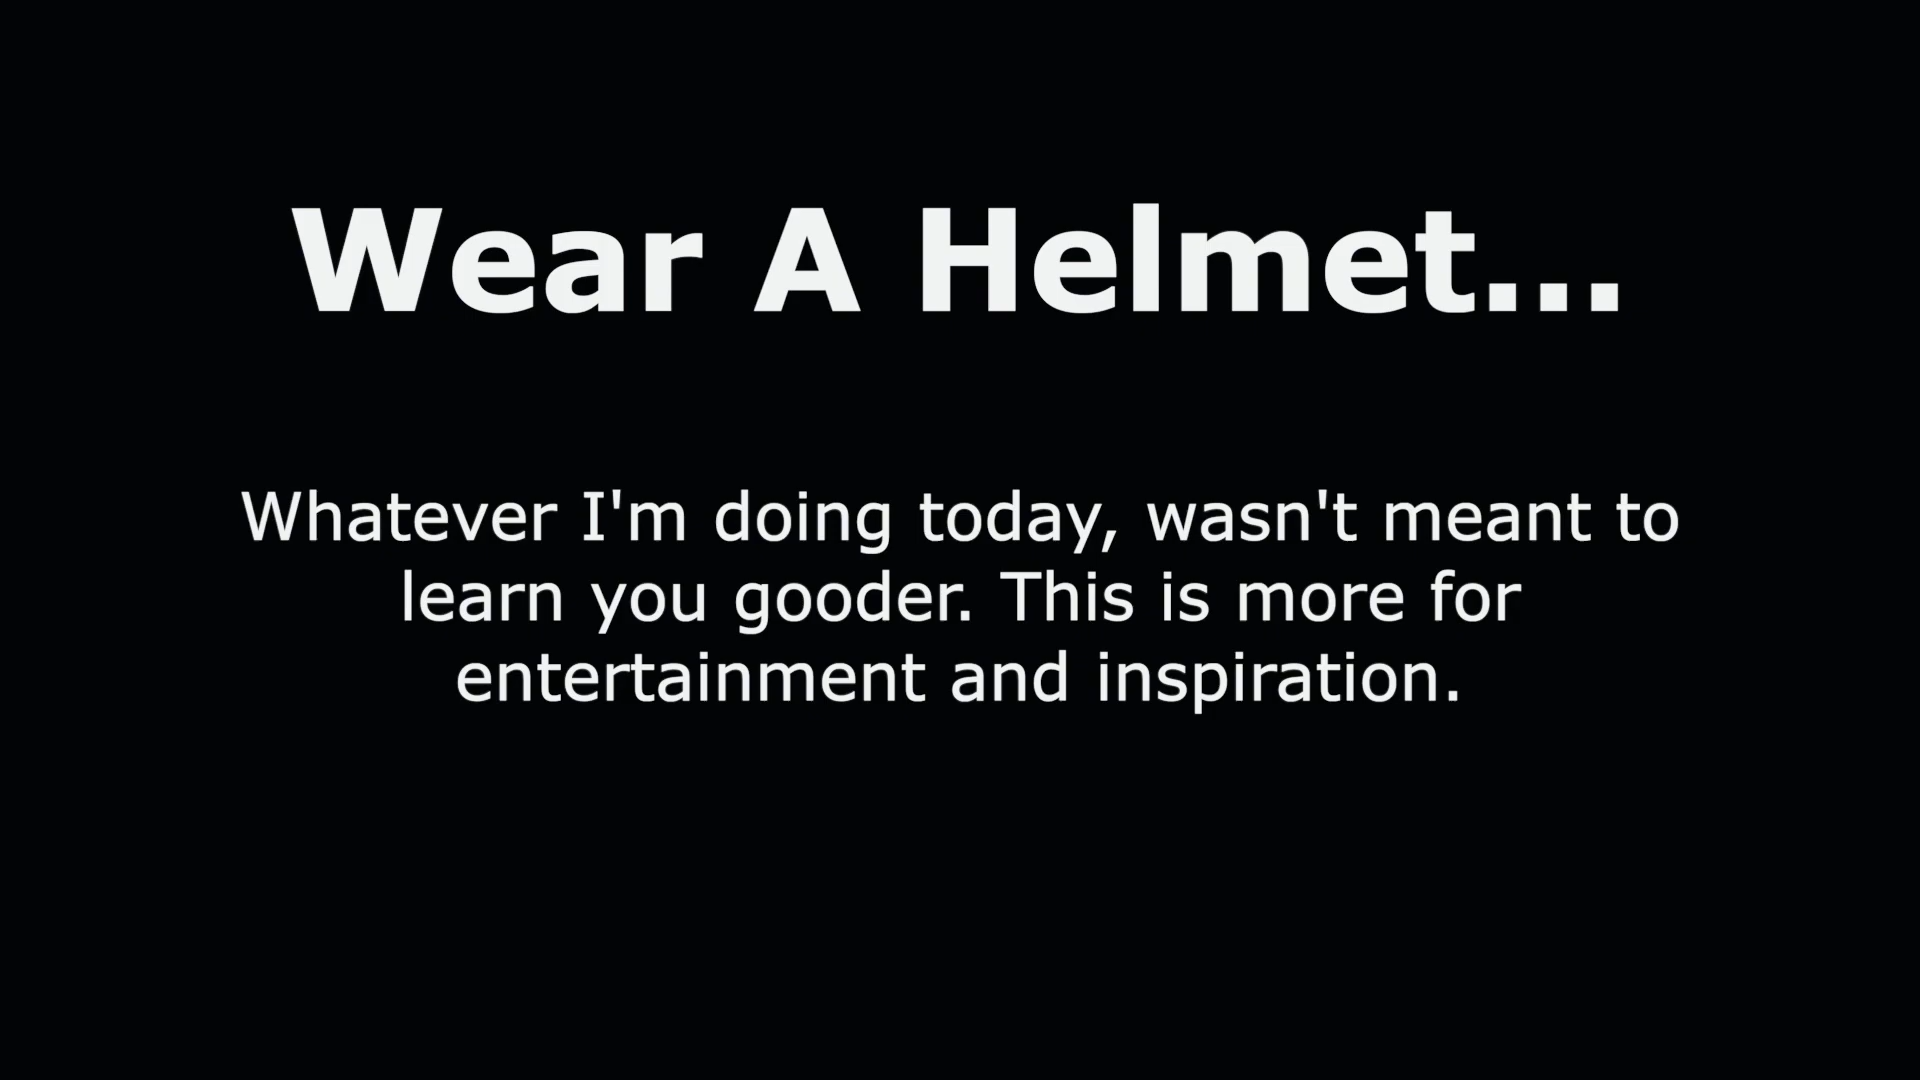 Wear A Helmet...
Whatever I'm doing today, wasn't meant to
learn you gooder. This is more for
entertainment and inspiration.